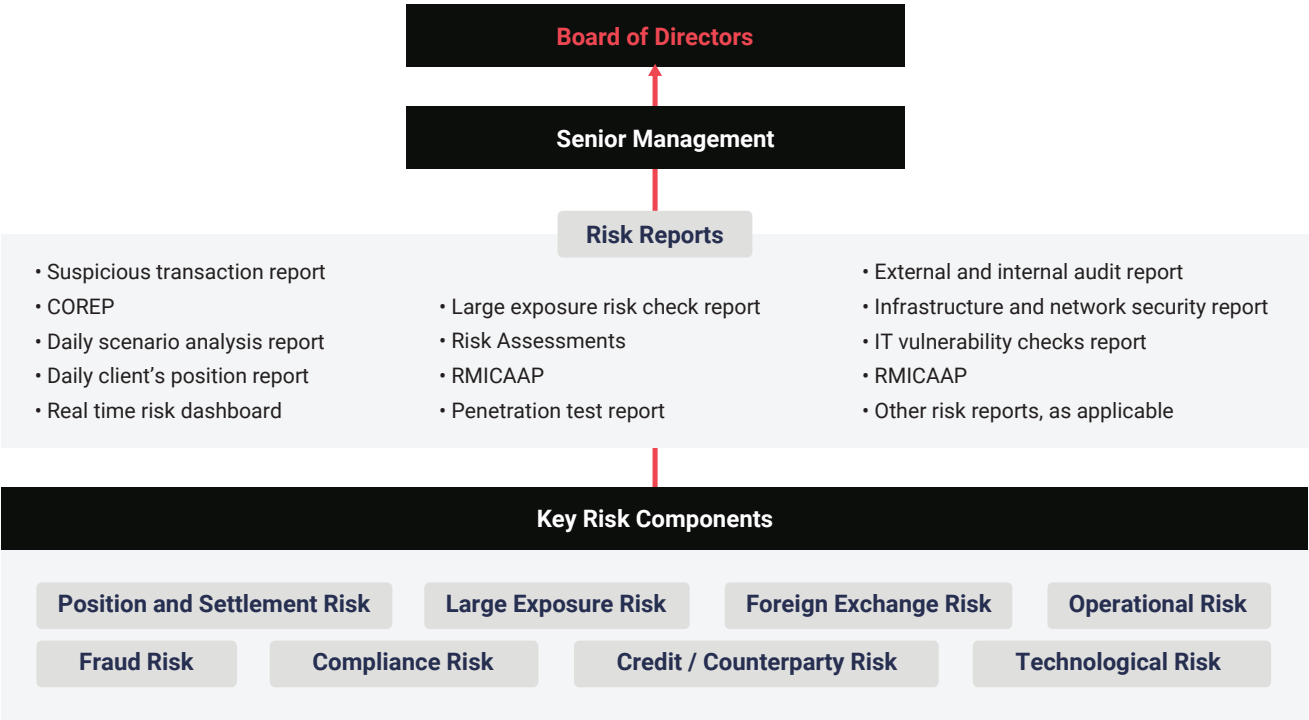 Board of Directors
Senior Management
Risk Reports
• Suspicious transaction report
• COREP
• Daily scenario analysis report
• Daily client’s position report
• Real time risk dashboard
• Large exposure risk check report
• Risk Assessments
• RMICAAP
• Penetration test report
• External and internal audit report
• Infrastructure and network security report
• IT vulnerability checks report
• RMICAAP
• Other risk reports, as applicable
Key Risk Components
Position and Settlement Risk
Large Exposure Risk
Foreign Exchange Risk
Operational Risk
Fraud Risk
Compliance Risk
Credit / Counterparty Risk
Technological Risk